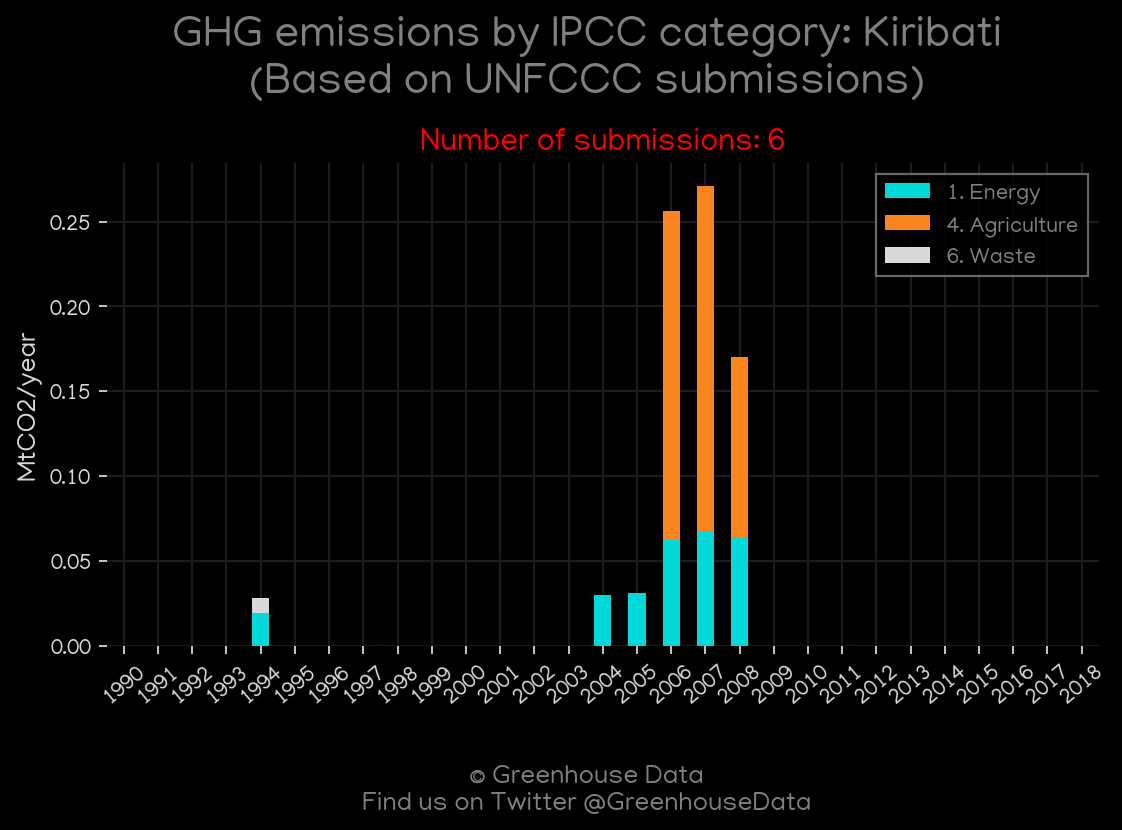 GHG emissions by IPCC category: Kiribati
(Based on UNFCCC submissions)
Number of submissions: 6
1. Energy
4. Agriculture
6. Waste
MtCO2/year
0.25
0.20
0.15
0.10
0.05
0.00
1990 1991 1992 1993 1994 1995 1996 1997 1998 1999 2000 2001 2002 2003 2004 2005 2006 2007 2008 2009 2010 2011 2012 2013 2014 2015 2016 2017 2018
© Greenhouse Data
Find us on Twitter @GreenhouseData